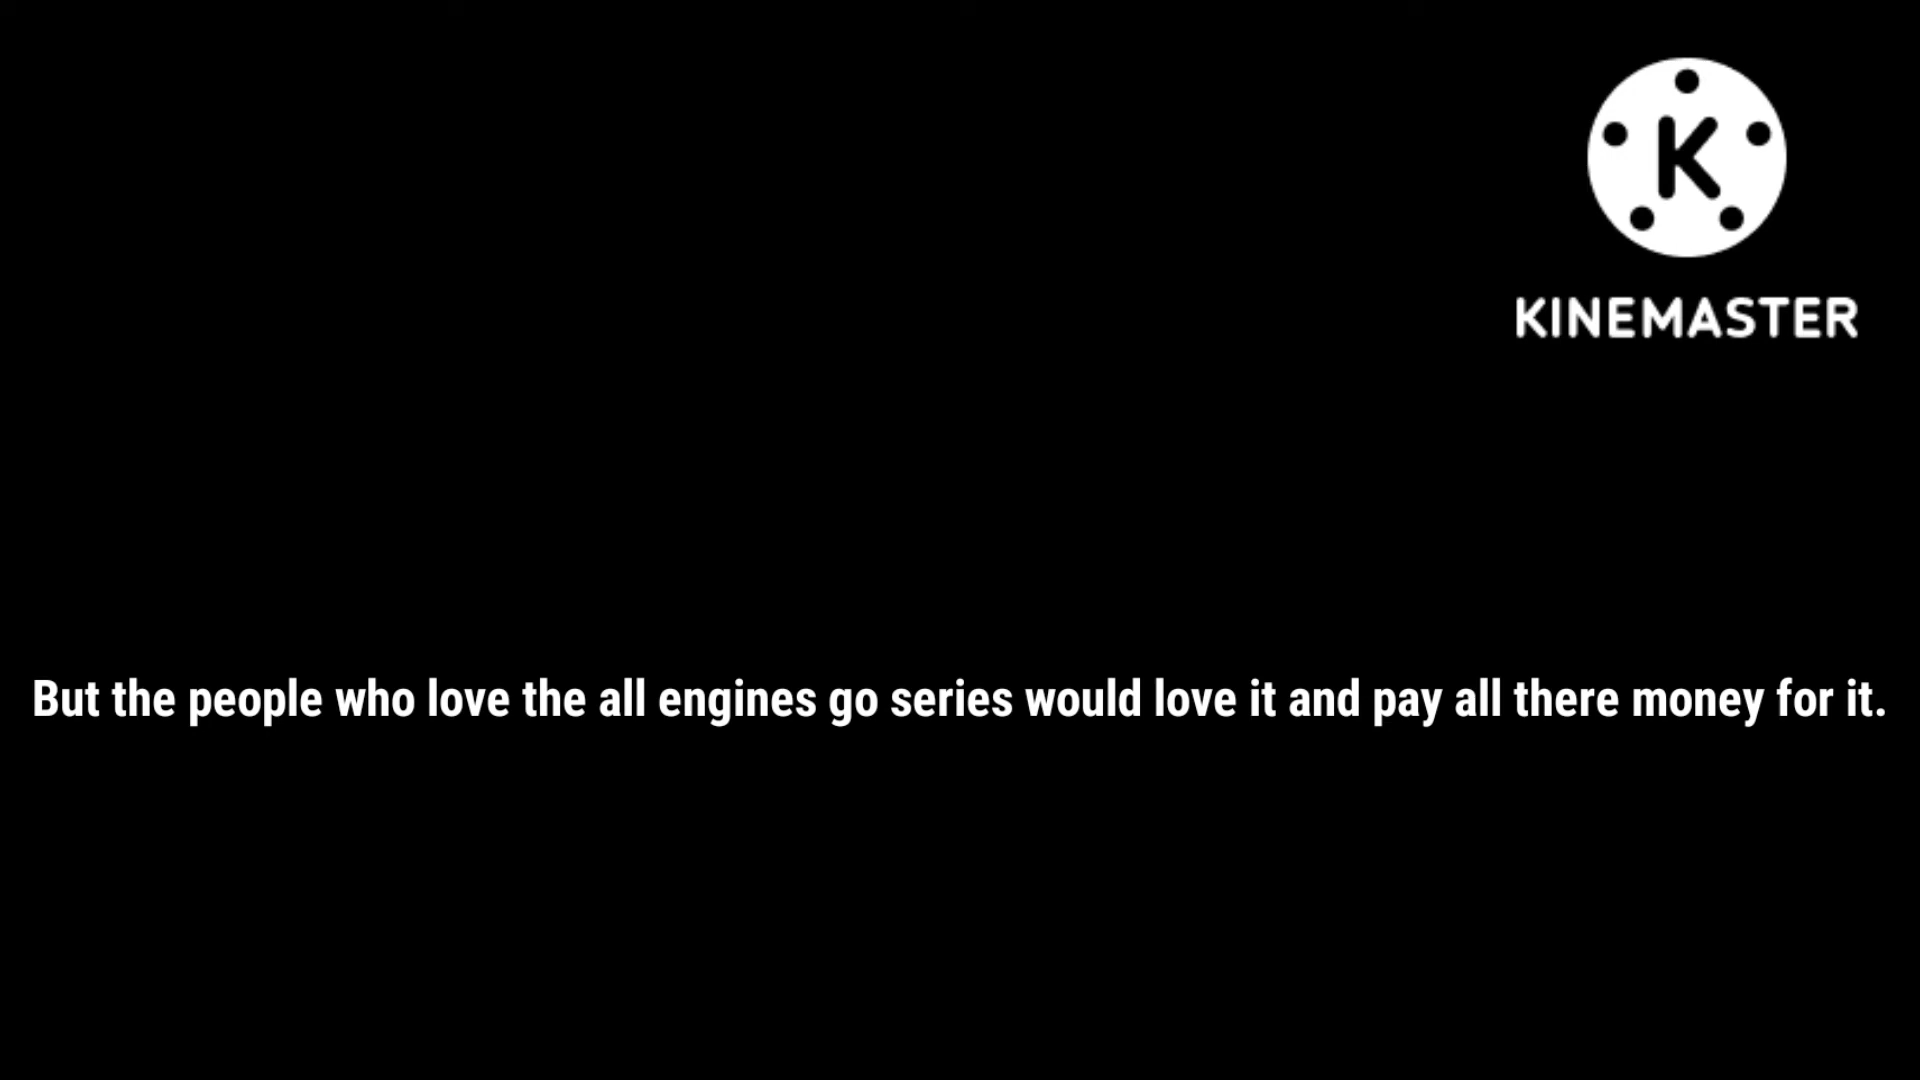 K
KINEMASTER
But the people who love the all engines go series would love it and pay all there money for it.